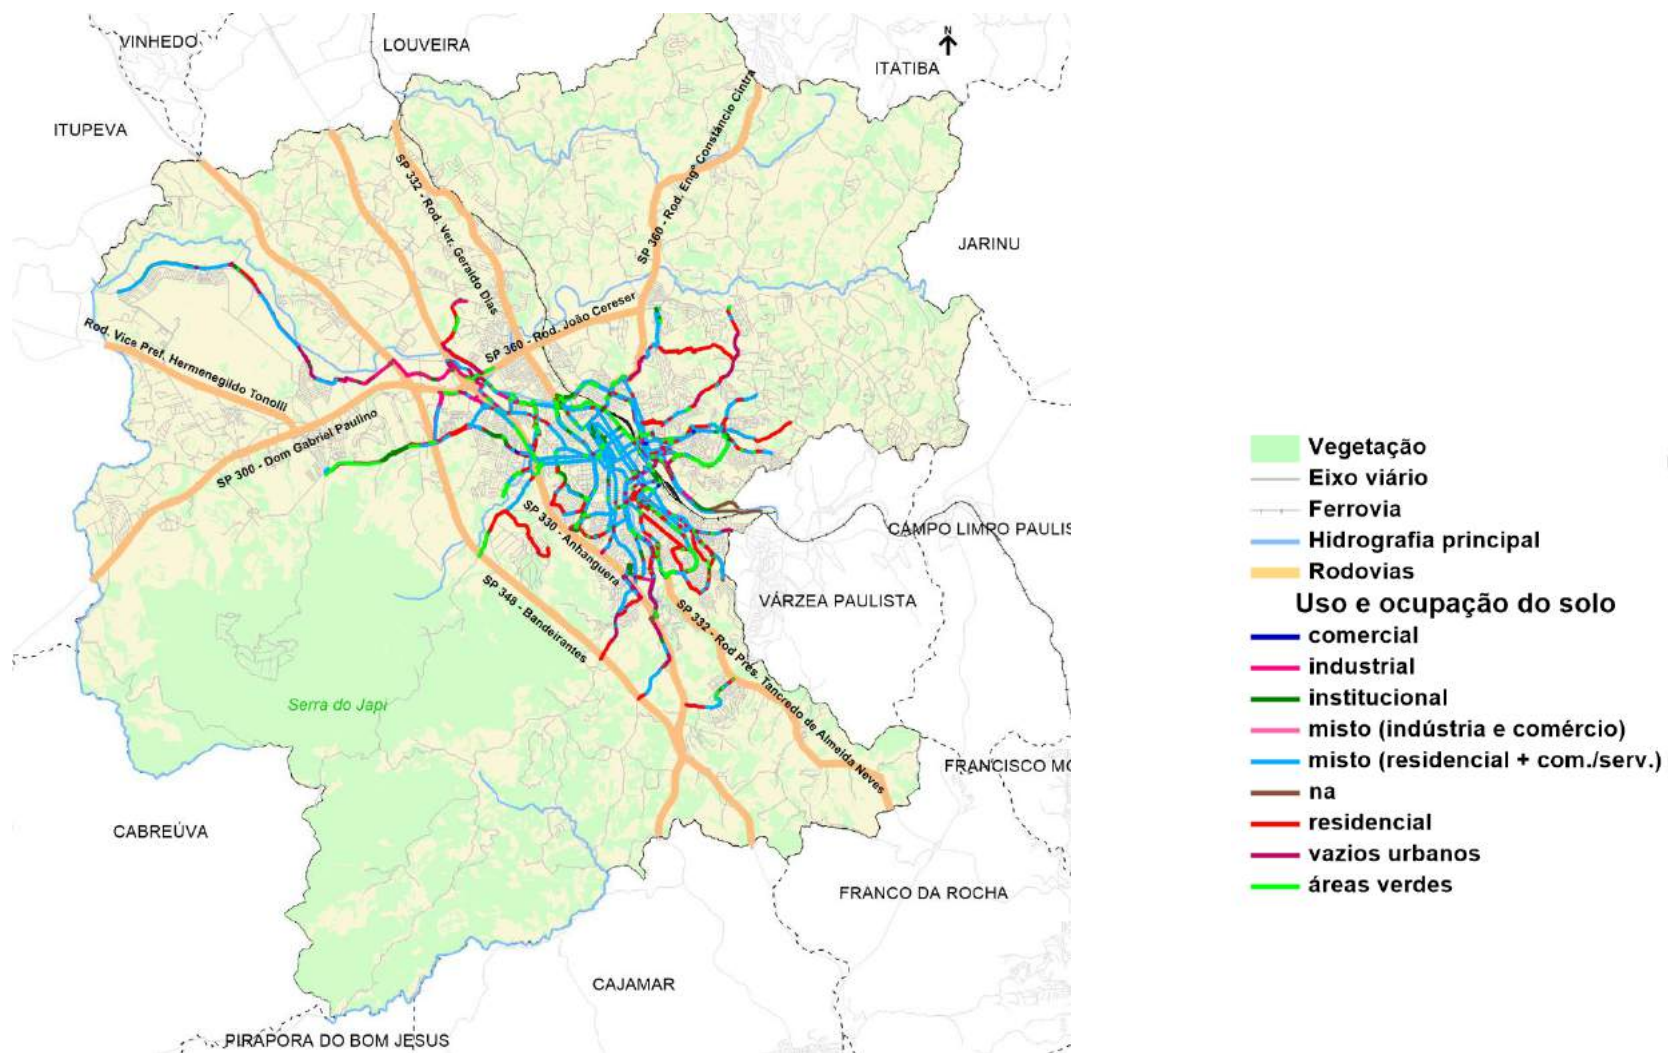 VINHEDO
LOUVEIRA
N
ITATIBA
ITUPEVA
SP 332 - Rod. Ver. Geraldo Dias
SP 360 - Rod. Engº Constâncio Cintra
JARINU
SP 360 - Rod. João Cereser
Rod. Vice Pref. Hermenegildo Tonolli
SP 300 - Dom Gabriel Paulino
SP 330 - Anhanguera
CAMPO LIMPO PAULIS
SP 348 - Bandeirantes
VÁRZEA PAULISTA
SP 332 - Rod Pres. Tancredo de Almeida Neves
Serra do Japi
FRANCISCO MO
CABREÚVA
FRANCO DA ROCHA
CAJAMAR
PIRAPORA DO BOM JESUS
Vegetação
Eixo viário
Ferrovia
Hidrografia principal
Rodovias
Uso e ocupação do solo
comercial
industrial
institucional
misto (indústria e comércio)
misto (residencial + com./serv.)
na
residencial
vazios urbanos
áreas verdes